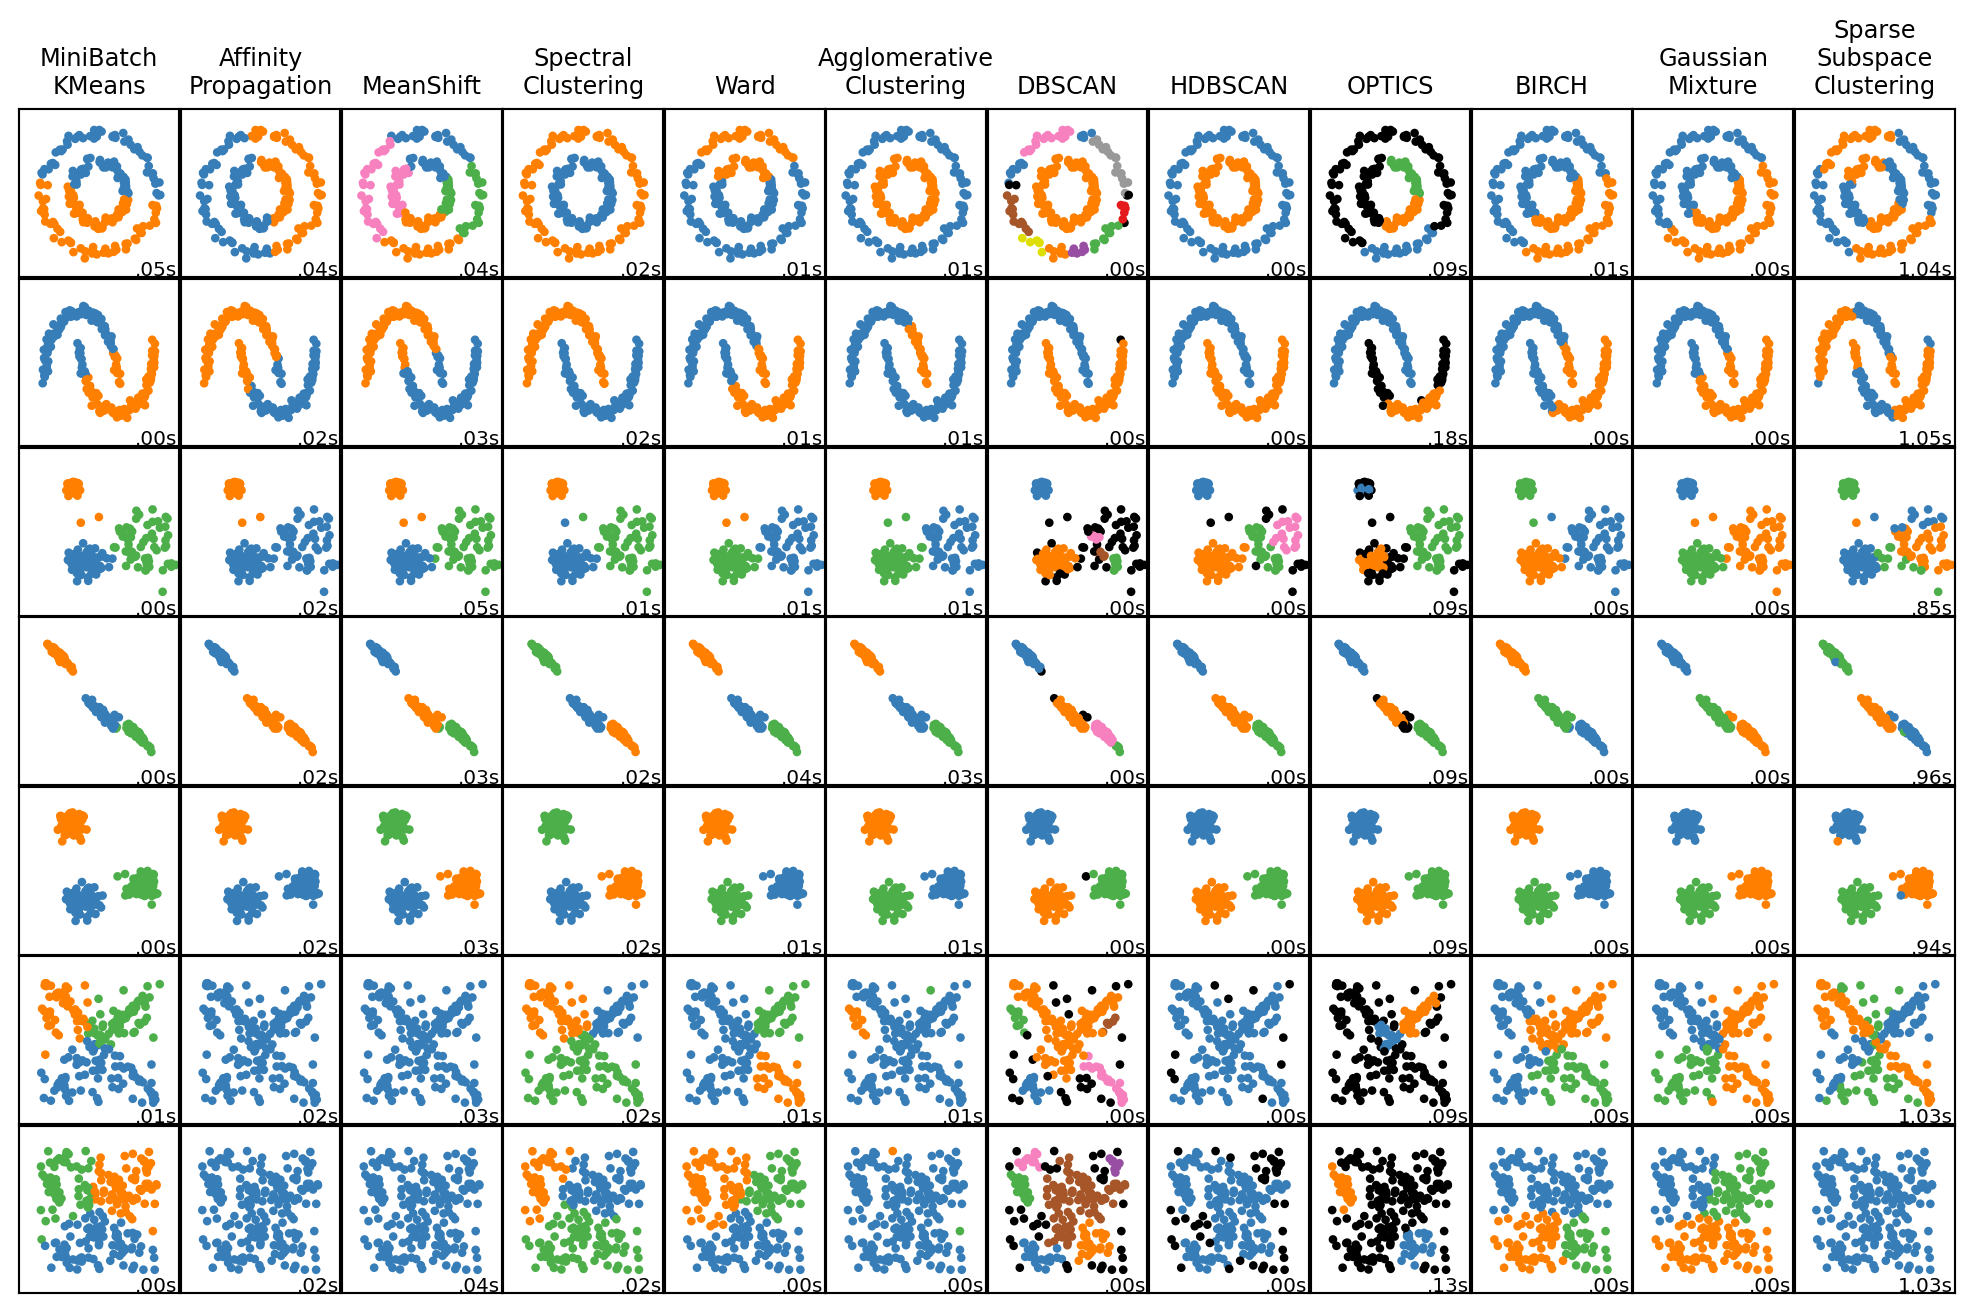 MiniBatch
KMeans
Affinity
Propagation
MeanShift
Spectral
Clustering
Ward
Agglomerative
Clustering
DBSCAN
HDBSCAN
OPTICS
BIRCH
Gaussian
Mixture
Sparse
Subspace
Clustering
.05s .04s .04s .02s .01s .01s .00s .00s .09s .01s .00s 1.04s
.00s .02s .03s .02s .01s .01s .00s .00s .18s .00s .00s 1.05s
.00s .02s .05s .01s .01s .01s .00s .00s .09s .00s .00s .85s
.00s .02s .03s .02s .04s .03s .00s .00s .09s .00s .00s .96s
.00s .02s .03s .02s .01s .01s .00s .00s .09s .00s .00s .94s
.01s .02s .03s .02s .01s .01s .00s .00s .09s .00s .00s 1.03s
.00s .02s .04s .02s .00s .00s .00s .00s .13s .00s .00s 1.03s